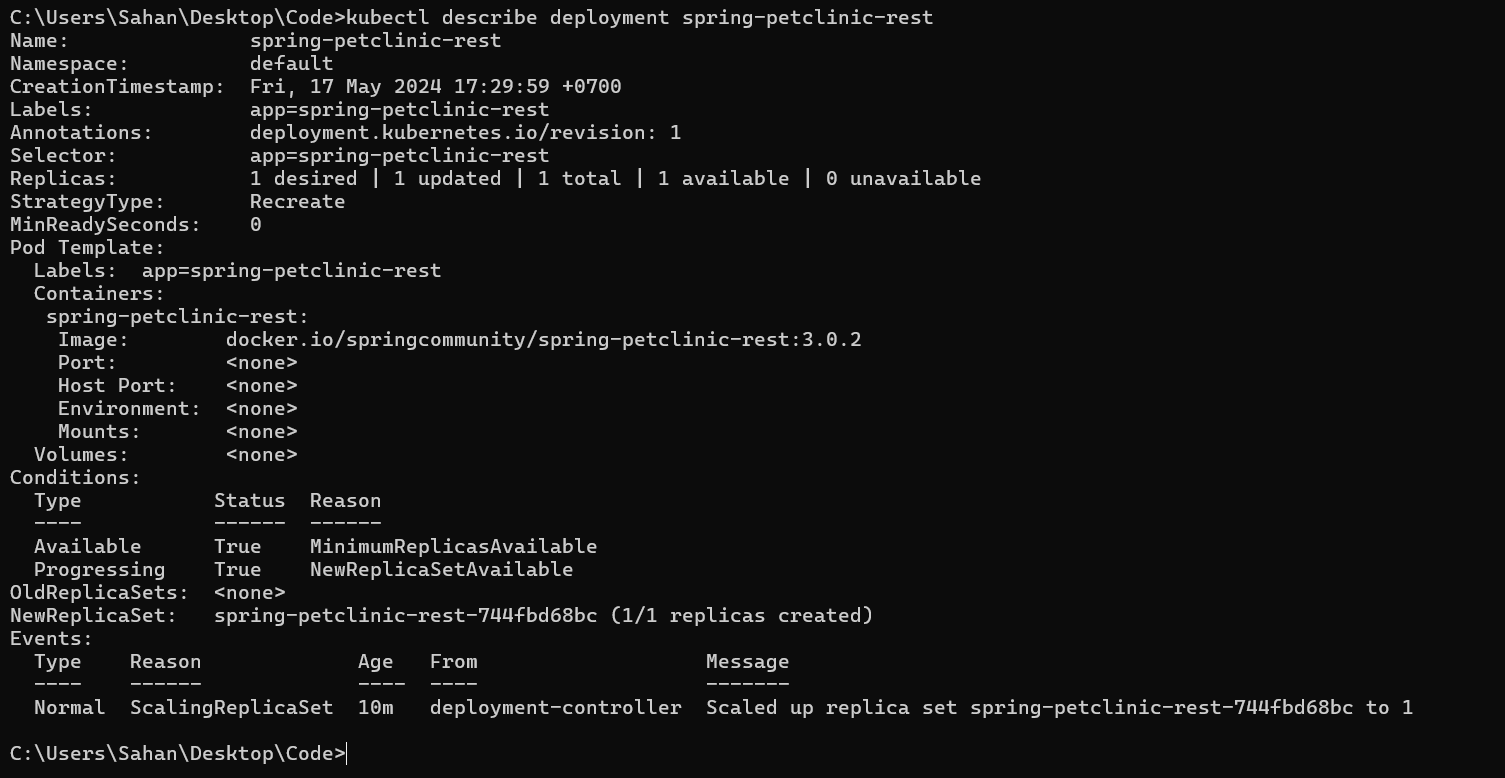 C:\Users\Sahan\Desktop\Code>kubectl describe deployment spring-petclinic-rest
Name:                   spring-petclinic-rest
Namespace:              default
CreationTimestamp:      Fri, 17 May 2024 17:29:59 +0700
Labels:                 app=spring-petclinic-rest
Annotations:            deployment.kubernetes.io/revision: 1
Selector:               app=spring-petclinic-rest
Replicas:               1 desired | 1 updated | 1 total | 1 available | 0 unavailable
StrategyType:           Recreate
MinReadySeconds:        0
Pod Template:
  Labels:  app=spring-petclinic-rest
  Containers:
   spring-petclinic-rest:
    Image:        docker.io/springcommunity/spring-petclinic-rest:3.0.2
    Port:         <none>
    Host Port:    <none>
    Environment:  <none>
    Mounts:       <none>
  Volumes:        <none>
Conditions:
  Type           Status  Reason
  ----           ------  ------
  Available      True    MinimumReplicasAvailable
  Progressing    True    NewReplicaSetAvailable
OldReplicaSets:  <none>
NewReplicaSet:   spring-petclinic-rest-744fbd68bc (1/1 replicas created)
Events:
  Type    Reason             Age   From                   Message
  ----    ------             ----  ----                   -------
  Normal  ScalingReplicaSet  10m   deployment-controller  Scaled up replica set spring-petclinic-rest-744fbd68bc to 1
C:\Users\Sahan\Desktop\Code>